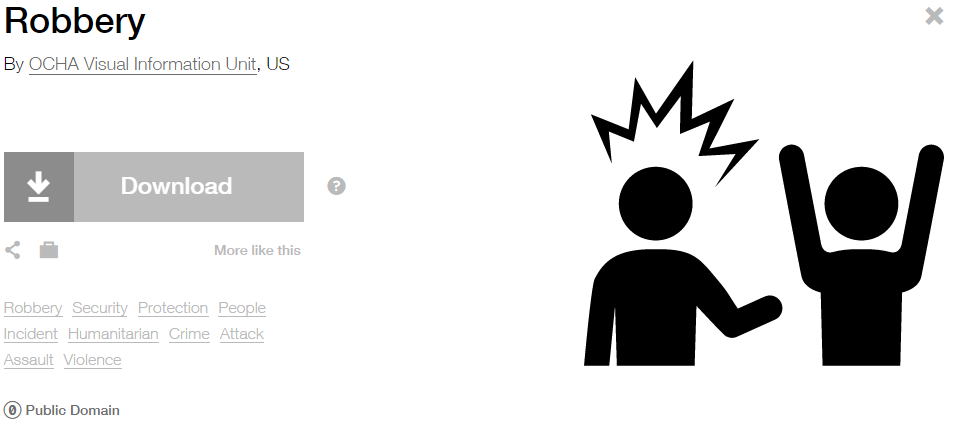 Robbery
By OCHA Visual Information Unit, US
Download
?
More like this
Robbery Security Protection People
Incident Humanitarian Crime Attack
Assault Violence
0 Public Domain